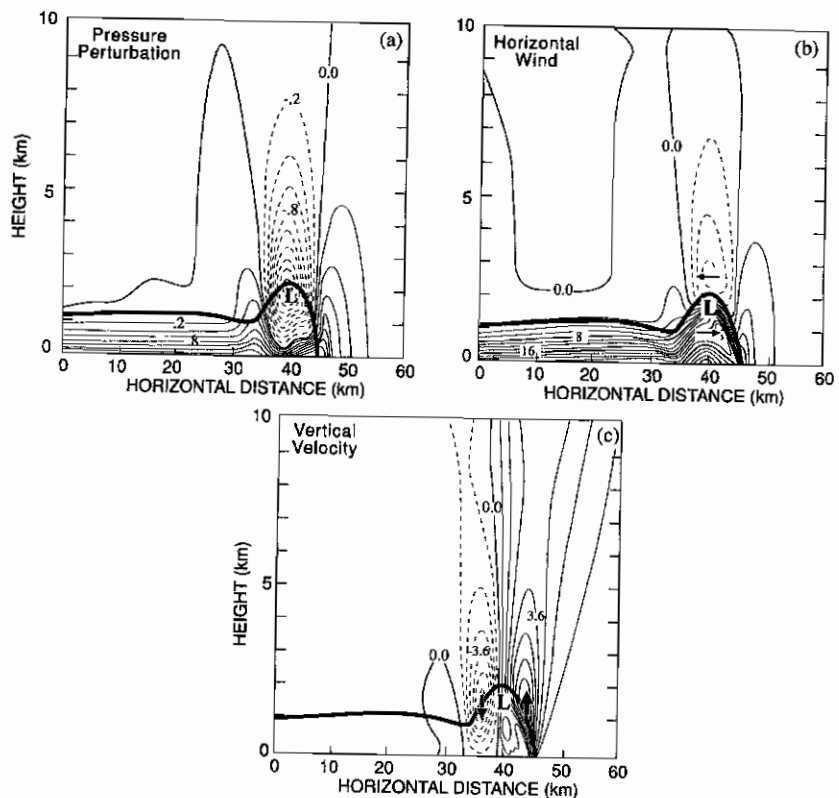 Pressure
Perturbation
(a)
0.0
-.2
-.8
L
.2
.8
10
5
0
HEIGHT (km)
0 10 20 30 40 50 60
HORIZONTAL DISTANCE (km)
Horizontal
Wind
(b)
0.0
0.0
L
8
16
10
5
0
0 10 20 30 40 50 60
HORIZONTAL DISTANCE (km)
Vertical
Velocity
(c)
0.0
3.6
-3.6
0.0
L
10
5
0
HEIGHT (km)
0 10 20 30 40 50 60
HORIZONTAL DISTANCE (km)